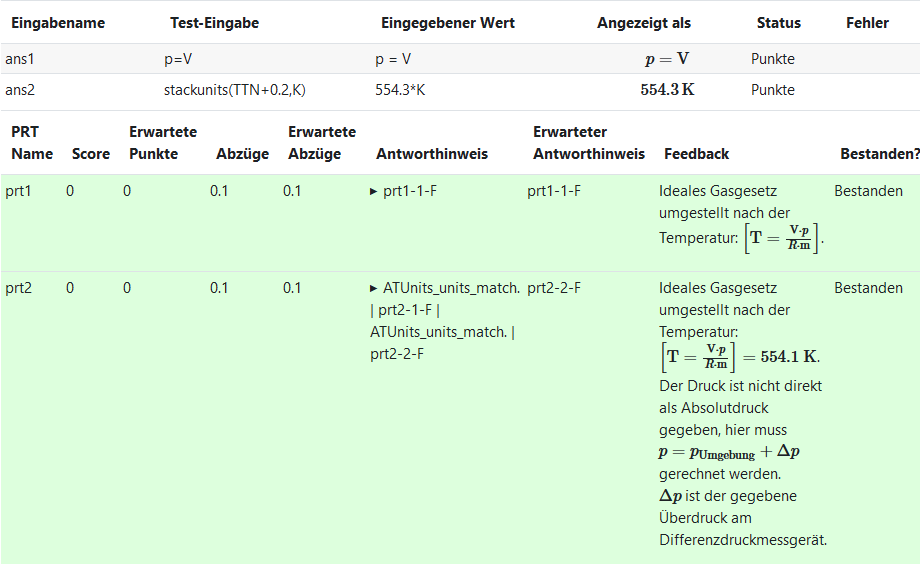 Eingabename Test-Eingabe Eingegebener Wert Angezeigt als Status Fehler
ans1 p=V p = V p = V Punkte
ans2 stackunits(TTN+0.2,K) 554.3*K 554.3 K Punkte
PRT Name Score Erwartete Punkte Abzüge Erwartete Abzüge Antworthinweis Erwarteter Antworthinweis Feedback Bestanden?
prt1 0 0 0.1 0.1 ► prt1-1-F prt1-1-F Ideales Gasgesetz Bestanden
umgestellt nach der
Temperatur: [T = V·p / R·m].
prt2 0 0 0.1 0.1 ► ATUnits_units_match. prt2-2-F Ideales Gasgesetz Bestanden
| prt2-1-F | umgestellt nach der
ATUnits_units_match. | Temperatur:
prt2-2-F [T = V·p / R·m] = 554.1 K.
Der Druck ist nicht direkt
als Absolutdruck
gegeben, hier muss
p = pUmgebung + Δp
gerechnet werden.
Δp ist der gegebene
Überdruck am
Differenzdruckmessgerät.